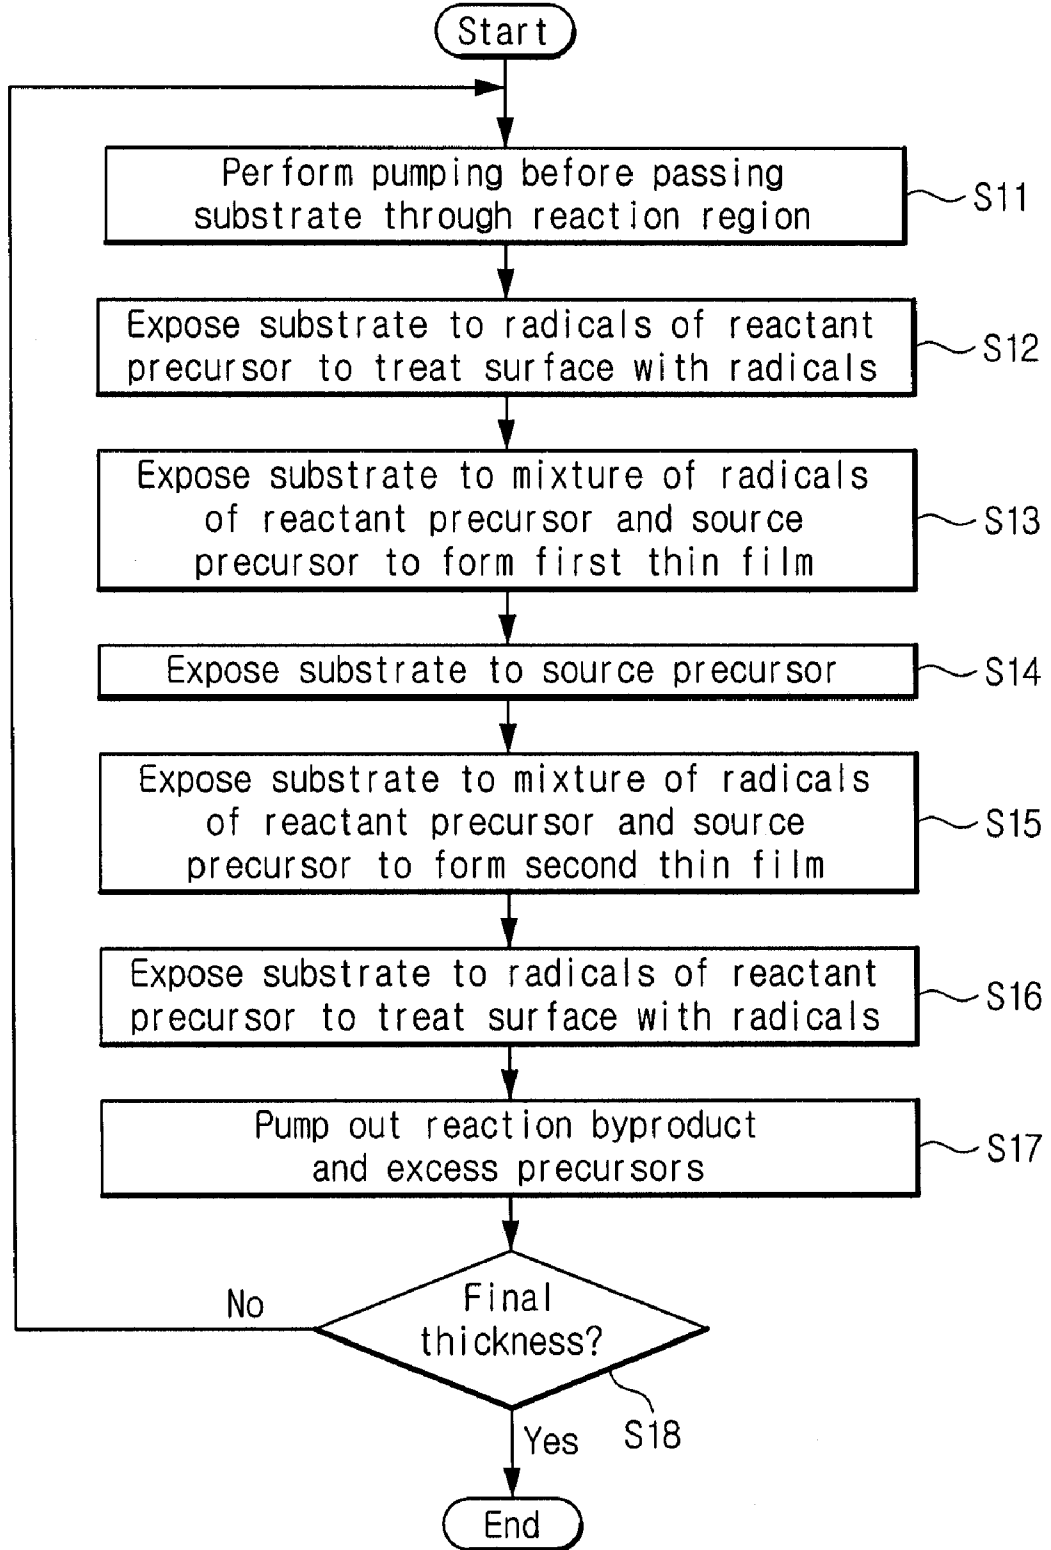 Start
Perform pumping before passing
substrate through reaction region
S11
Expose substrate to radicals of reactant
precursor to treat surface with radicals
S12
Expose substrate to mixture of radicals
of reactant precursor and source
precursor to form first thin film
S13
Expose substrate to source precursor
S14
Expose substrate to mixture of radicals
of reactant precursor and source
precursor to form second thin film
S15
Expose substrate to radicals of reactant
precursor to treat surface with radicals
S16
Pump out reaction byproduct
and excess precursors
S17
Final
thickness?
No
S18
Yes
End